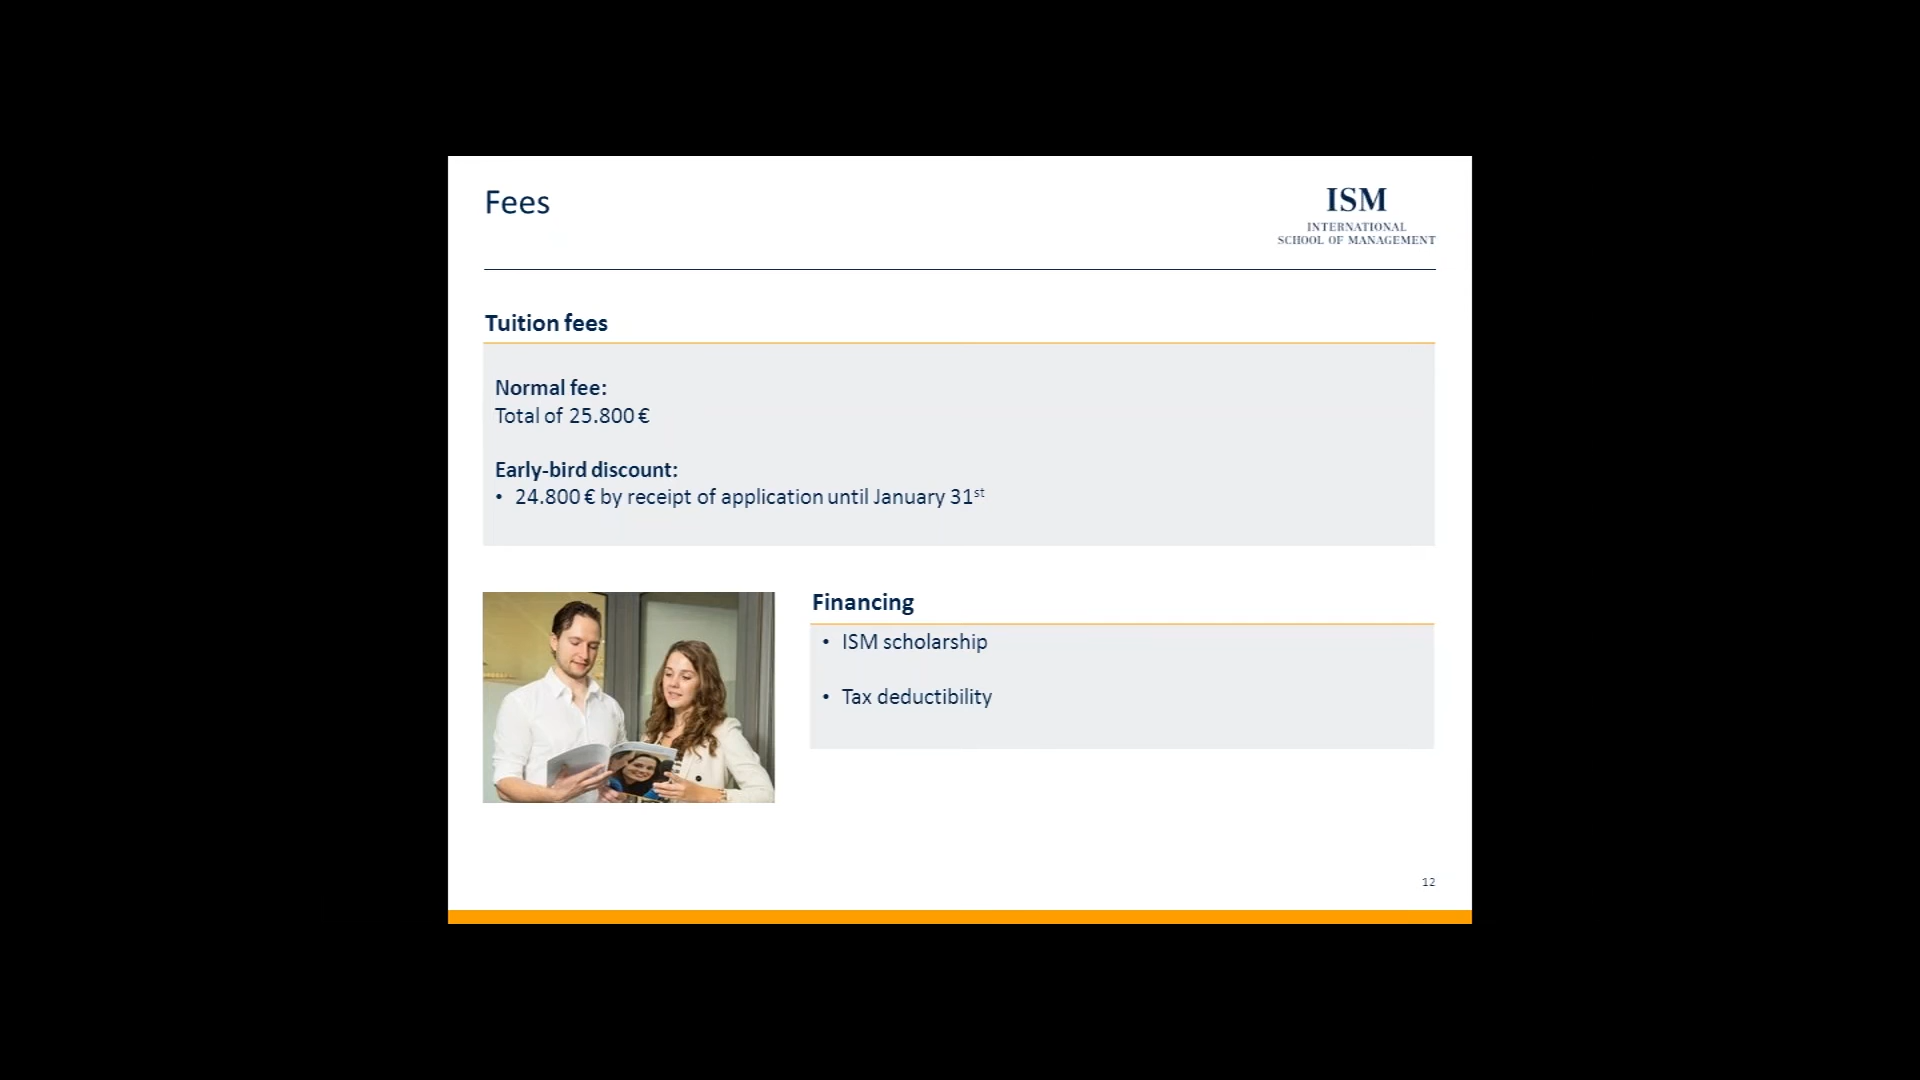 Fees
ISM
INTERNATIONAL
SCHOOL OF MANAGEMENT
Tuition fees
Normal fee:
Total of 25.800 €
Early-bird discount:
• 24.800 € by receipt of application until January 31st
Financing
• ISM scholarship
• Tax deductibility
12